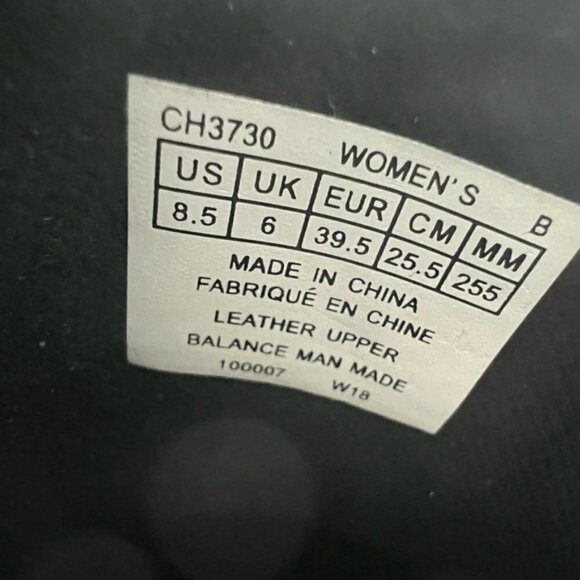 CH3730 WOMEN'S B
US UK EUR CM MM
8.5 6 39.5 25.5 255
MADE IN CHINA
FABRIQUÉ EN CHINE
LEATHER UPPER
BALANCE MAN MADE
100007 W18